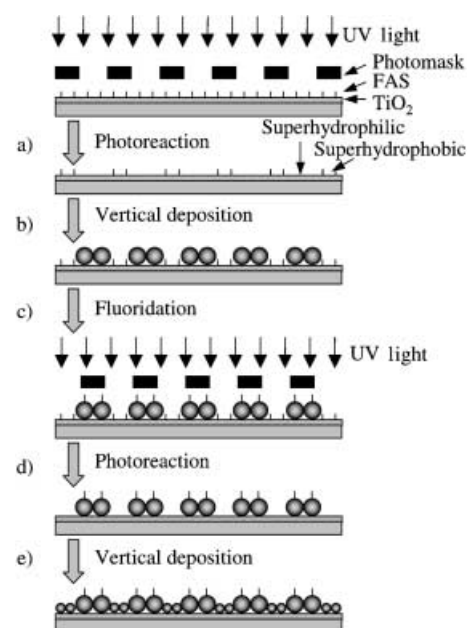 UV light
Photomask
FAS
TiO₂
a) Photoreaction
Superhydrophilic
Superhydrophobic
b) Vertical deposition
c) Fluoridation
UV light
d) Photoreaction
e) Vertical deposition